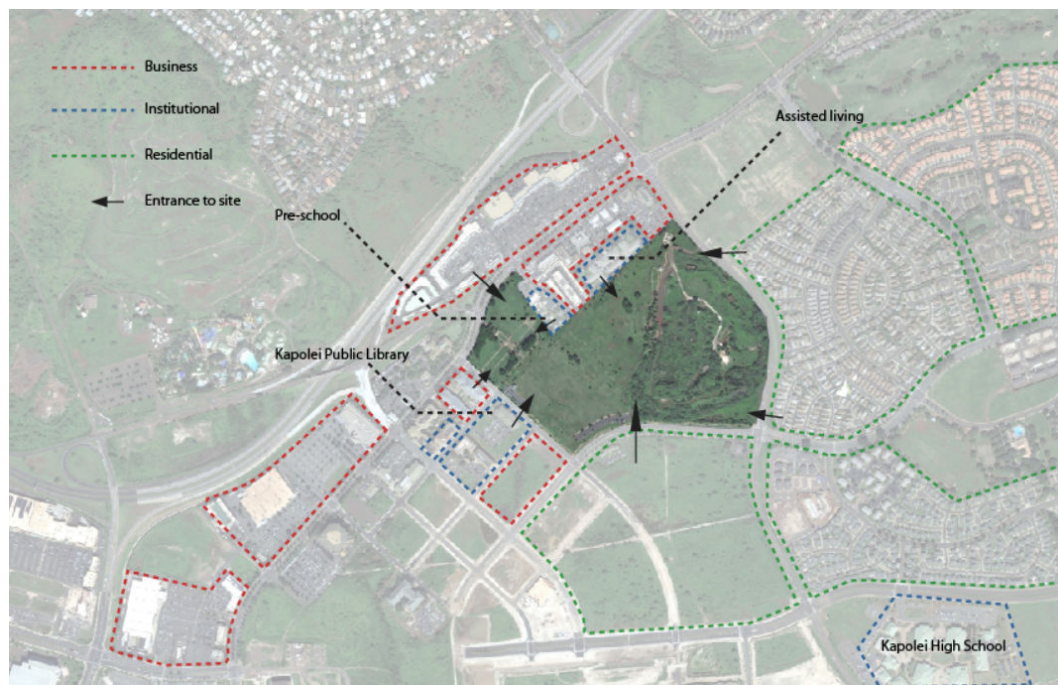 Business
Institutional
Residential
Entrance to site
Assisted living
Pre-school
Kapolei Public Library
Kapolei High School